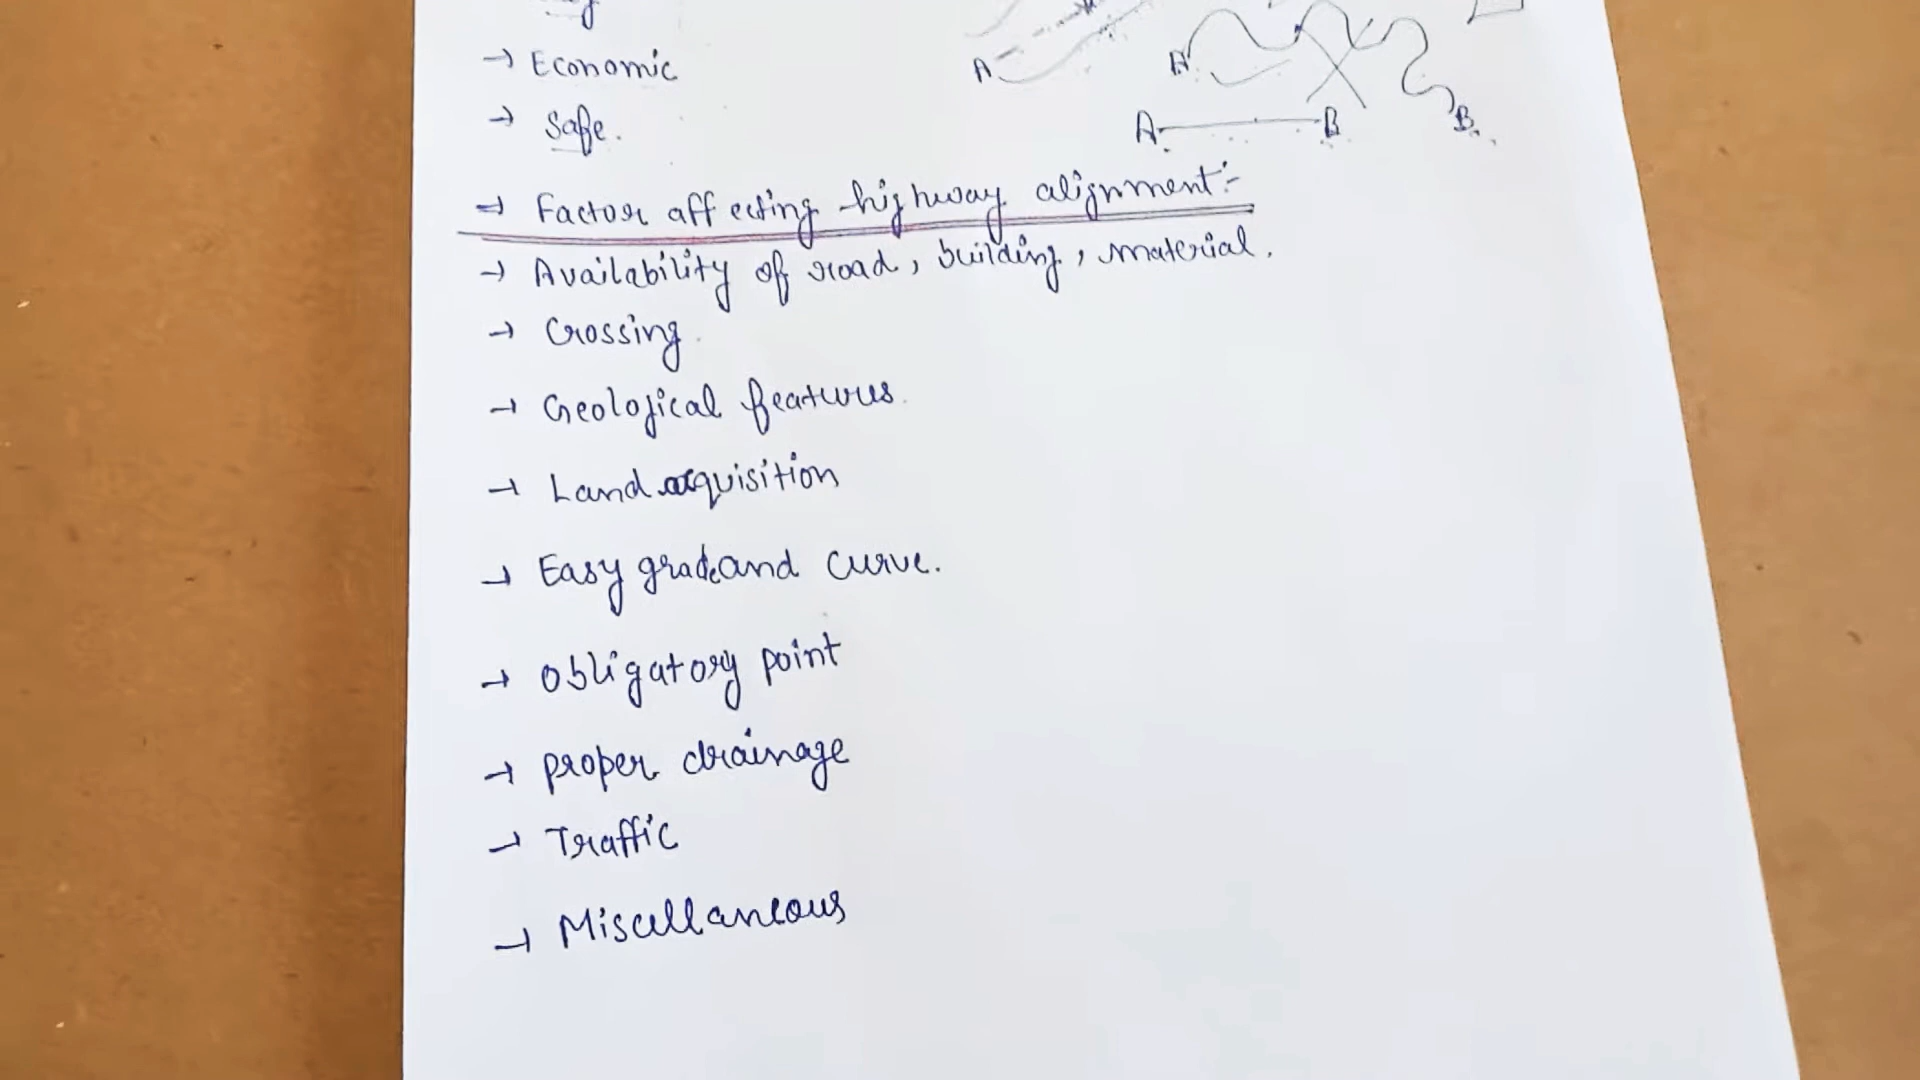 → Economic
→ Safe.
A
A
B
A B
→ Factor affecting highway alignment:-
→ Availability of road, building, material.
→ Crossing
→ Geological features
→ Land acquisition
→ Easy grade and curve.
→ Obligatory point
→ proper drainage
→ Traffic
→ Miscellaneous